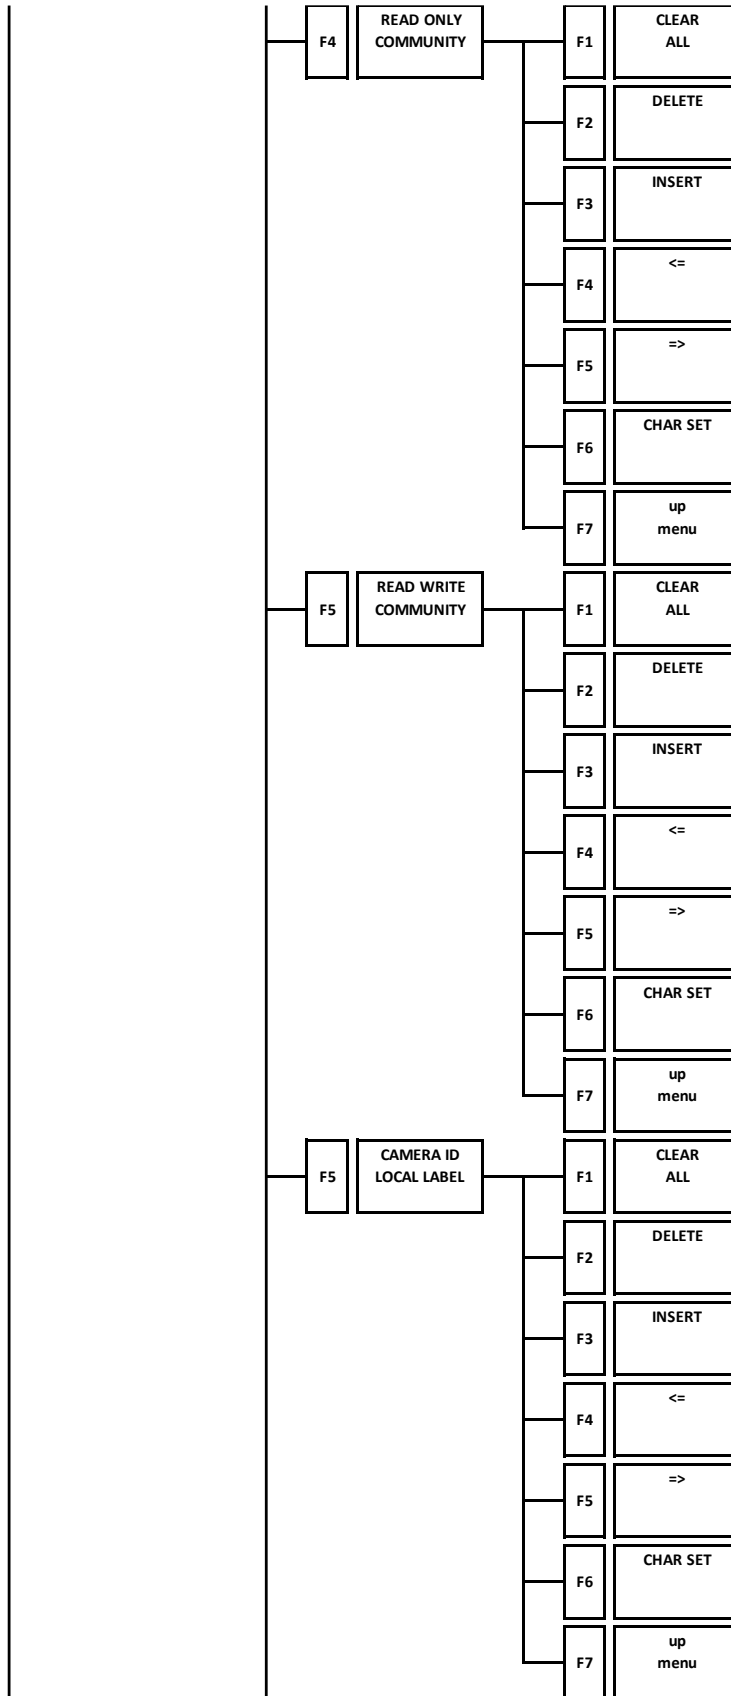 F4 READ ONLY COMMUNITY F1 CLEAR ALL
F2 DELETE
F3 INSERT
F4 <=
F5 =>
F6 CHAR SET
F7 up menu
F5 READ WRITE COMMUNITY F1 CLEAR ALL
F2 DELETE
F3 INSERT
F4 <=
F5 =>
F6 CHAR SET
F7 up menu
F5 CAMERA ID LOCAL LABEL F1 CLEAR ALL
F2 DELETE
F3 INSERT
F4 <=
F5 =>
F6 CHAR SET
F7 up menu